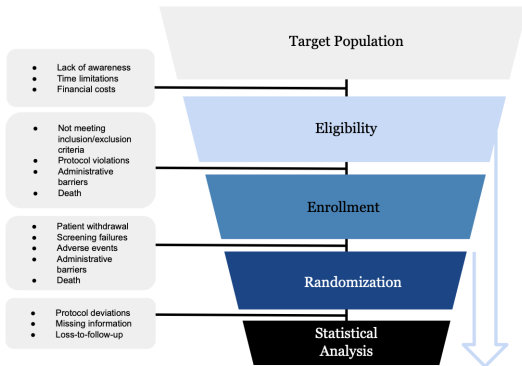 Target Population
● Lack of awareness
● Time limitations
● Financial costs
Eligibility
● Not meeting
inclusion/exclusion
criteria
● Protocol violations
● Administrative
barriers
● Death
Enrollment
● Patient withdrawal
● Screening failures
● Adverse events
● Administrative
barriers
● Death
Randomization
● Protocol deviations
● Missing information
● Loss-to-follow-up
Statistical
Analysis